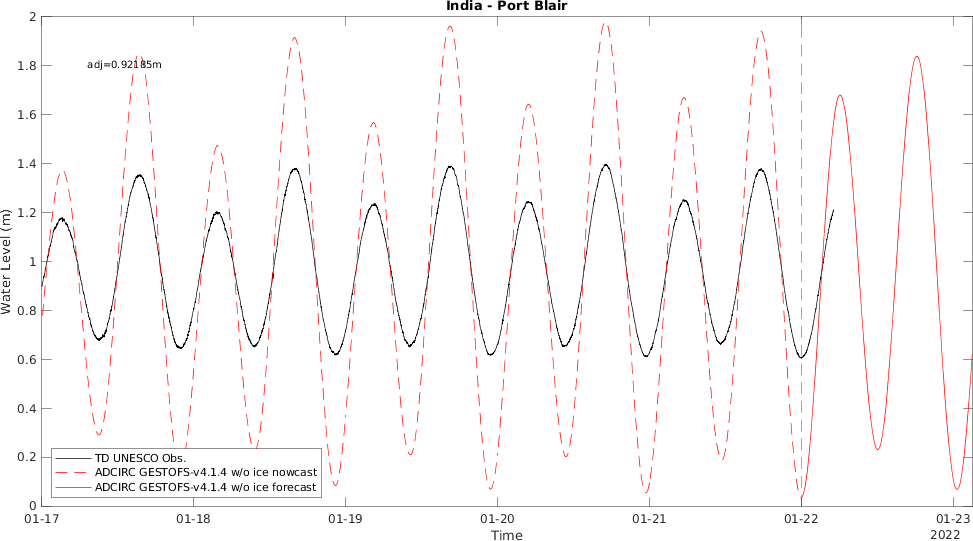 India - Port Blair
adj=0.92185m
2
1.8
1.6
1.4
1.2
1
0.8
0.6
0.4
0.2
0
Water Level (m)
TD UNESCO Obs.
ADCIRC GESTOFS-v4.1.4 w/o ice nowcast
ADCIRC GESTOFS-v4.1.4 w/o ice forecast
01-17 01-18 01-19 01-20 01-21 01-22 01-23
Time
2022